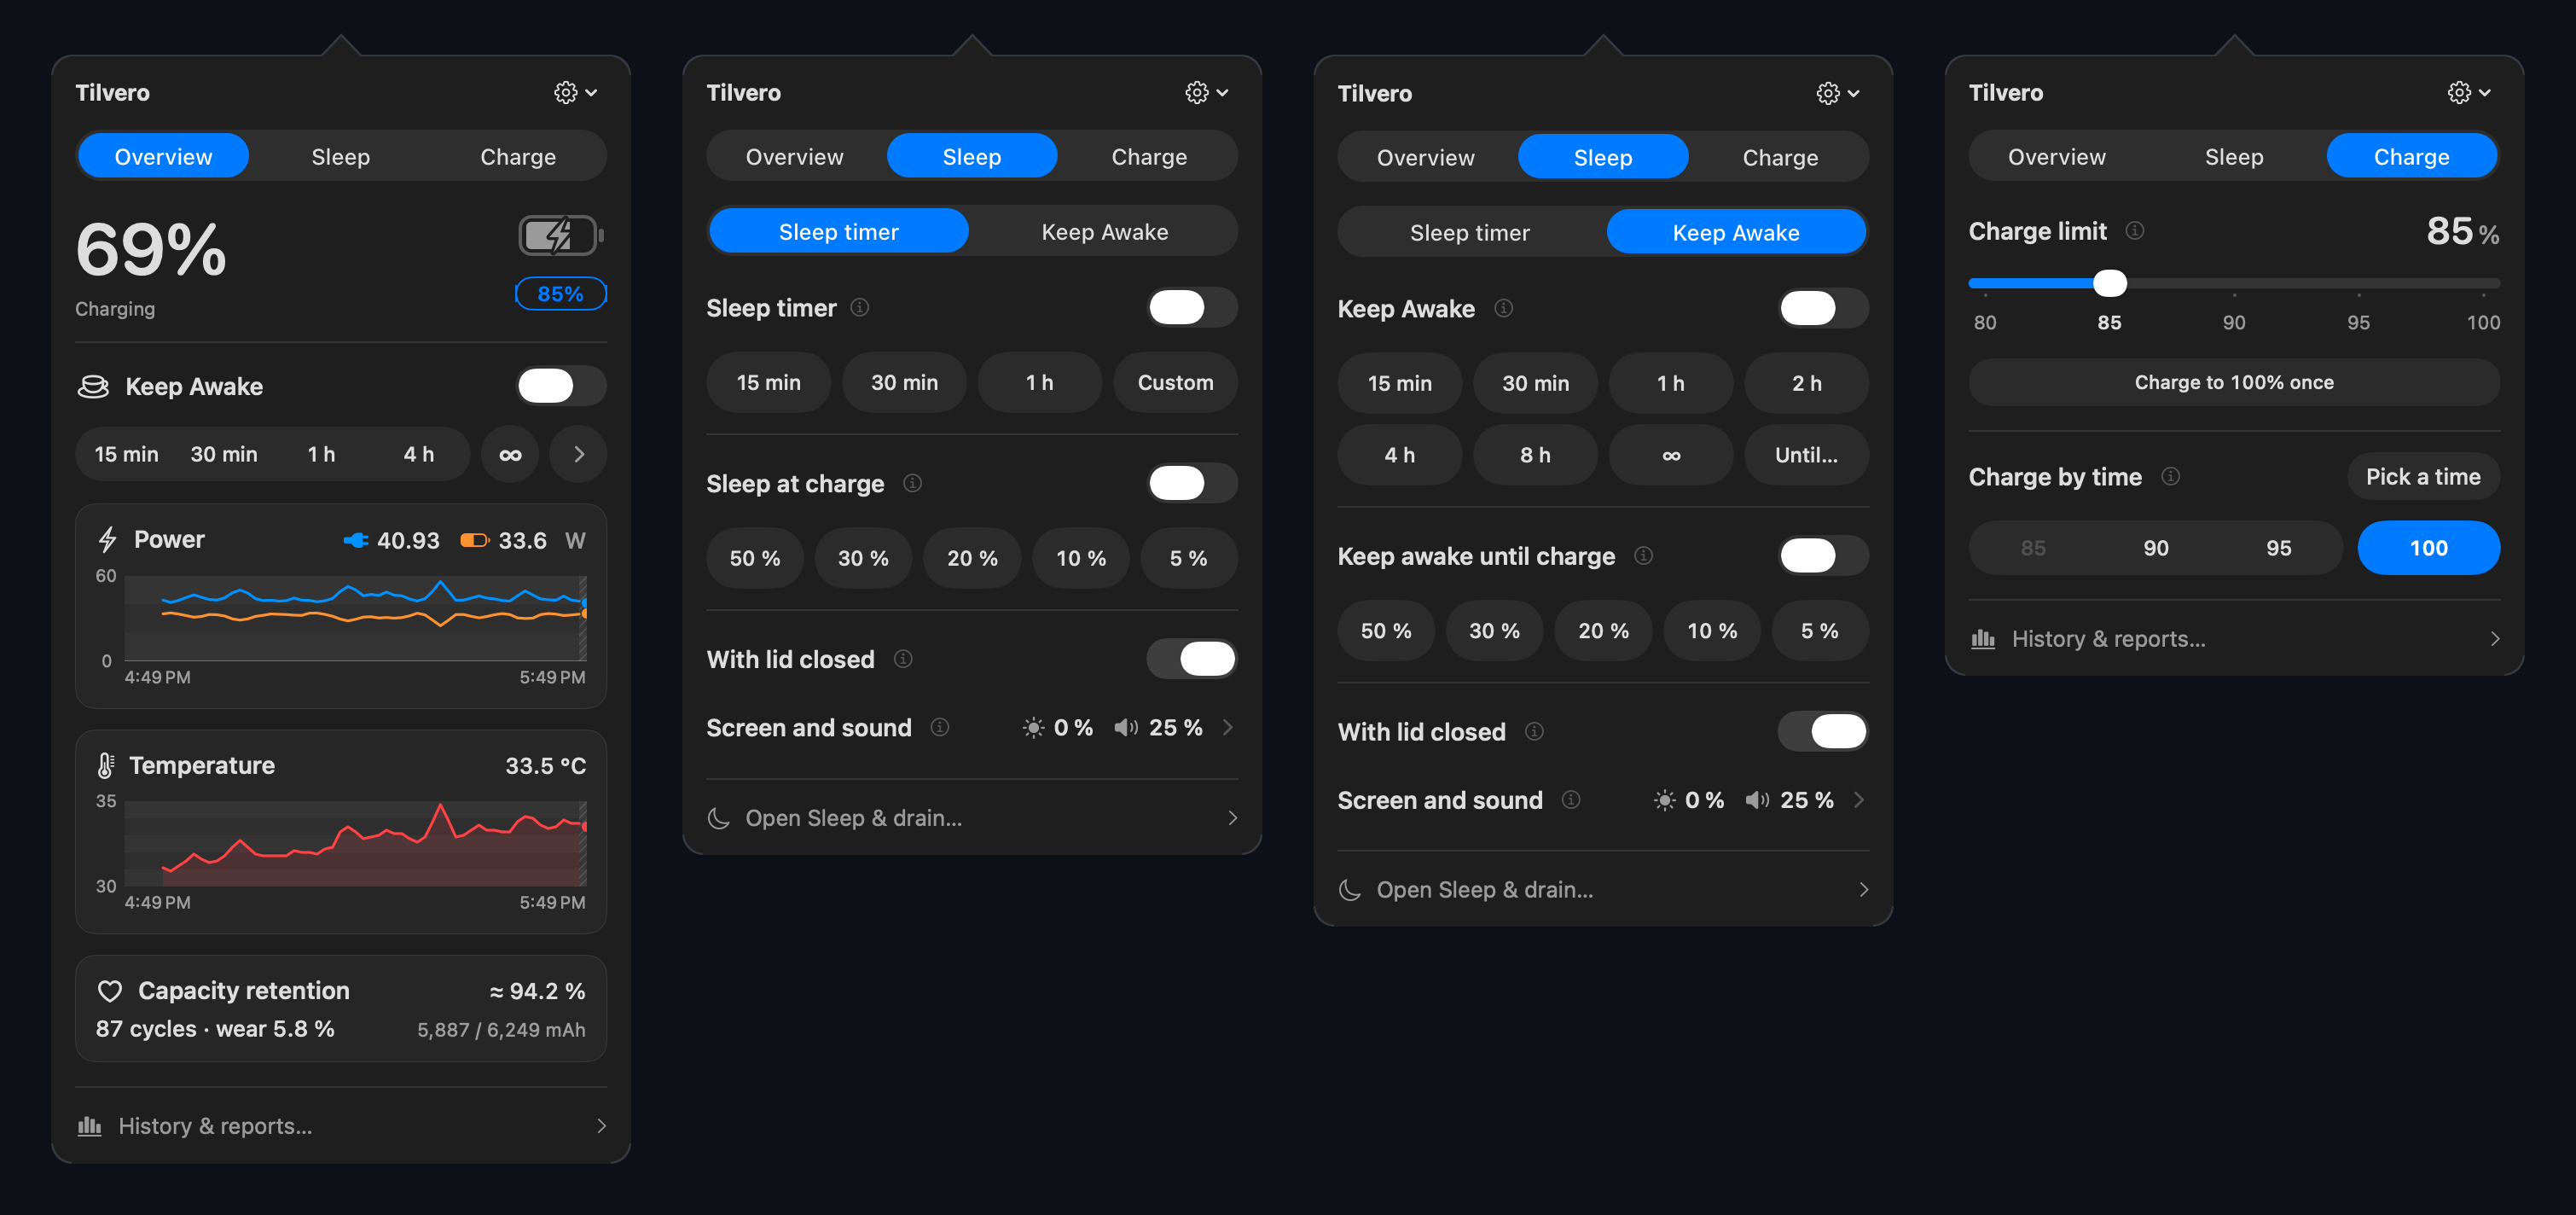 Tilvero
Overview Sleep Charge
69%
85%
Charging
Keep Awake
15 min 30 min 1 h 4 h ∞
Power 40.93 33.6 W
60
0
4:49 PM 5:49 PM
Temperature 33.5 °C
35
30
4:49 PM 5:49 PM
Capacity retention ≈ 94.2 %
87 cycles · wear 5.8 % 5,887 / 6,249 mAh
History & reports...
Tilvero
Overview Sleep Charge
Sleep timer Keep Awake
Sleep timer
15 min 30 min 1 h Custom
Sleep at charge
50 % 30 % 20 % 10 % 5 %
With lid closed
Screen and sound 0 % 25 %
Open Sleep & drain...
Tilvero
Overview Sleep Charge
Sleep timer Keep Awake
Keep Awake
15 min 30 min 1 h 2 h
4 h 8 h ∞ Until...
Keep awake until charge
50 % 30 % 20 % 10 % 5 %
With lid closed
Screen and sound 0 % 25 %
Open Sleep & drain...
Tilvero
Overview Sleep Charge
Charge limit 85 %
80 85 90 95 100
Charge to 100% once
Charge by time Pick a time
85 90 95 100
History & reports...